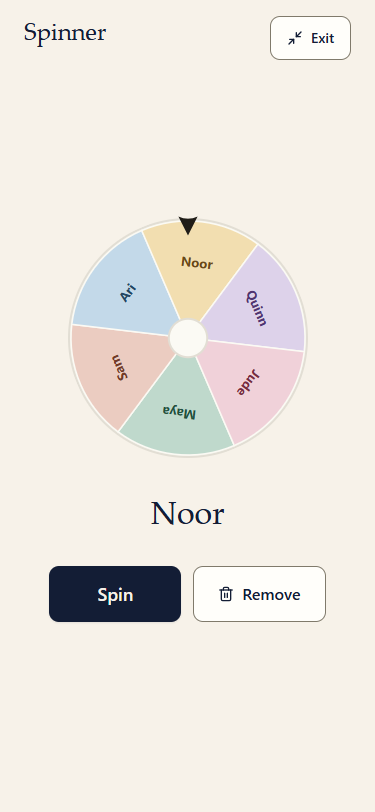 Spinner
Exit
Noor
Quinn
Jude
Maya
Sam
Ari
Noor
Spin
Remove